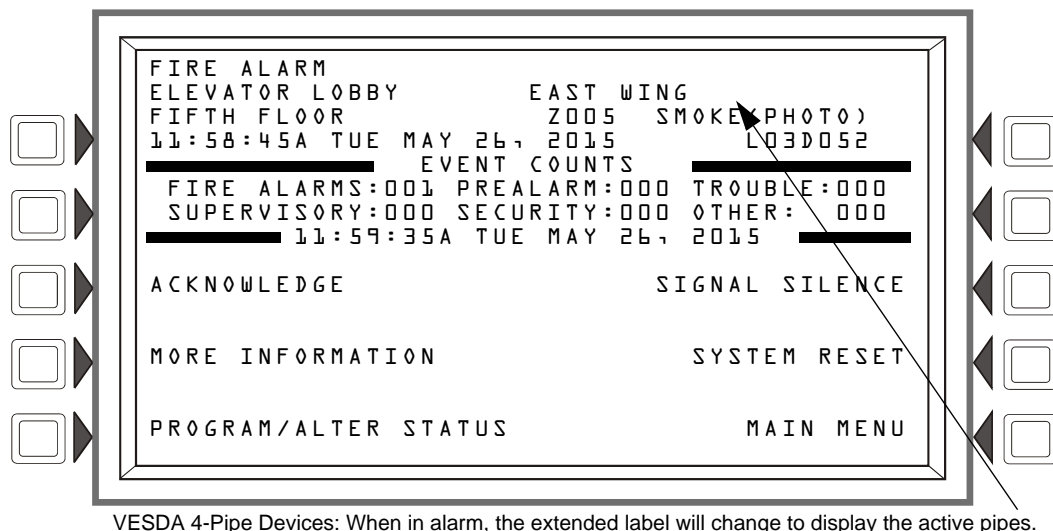 FIRE ALARM
ELEVATOR LOBBY EAST WING
FIFTH FLOOR Z005 SMOKE(PHOTO)
11:58:45A TUE MAY 26, 2015 L03D052
EVENT COUNTS
FIRE ALARMS:001 PREALARM:000 TROUBLE:000
SUPERVISORY:000 SECURITY:000 OTHER: 000
11:59:35A TUE MAY 26, 2015
ACKNOWLEDGE SIGNAL SILENCE
MORE INFORMATION SYSTEM RESET
PROGRAM/ALTER STATUS MAIN MENU
VESDA 4-Pipe Devices: When in alarm, the extended label will change to display the active pipes.